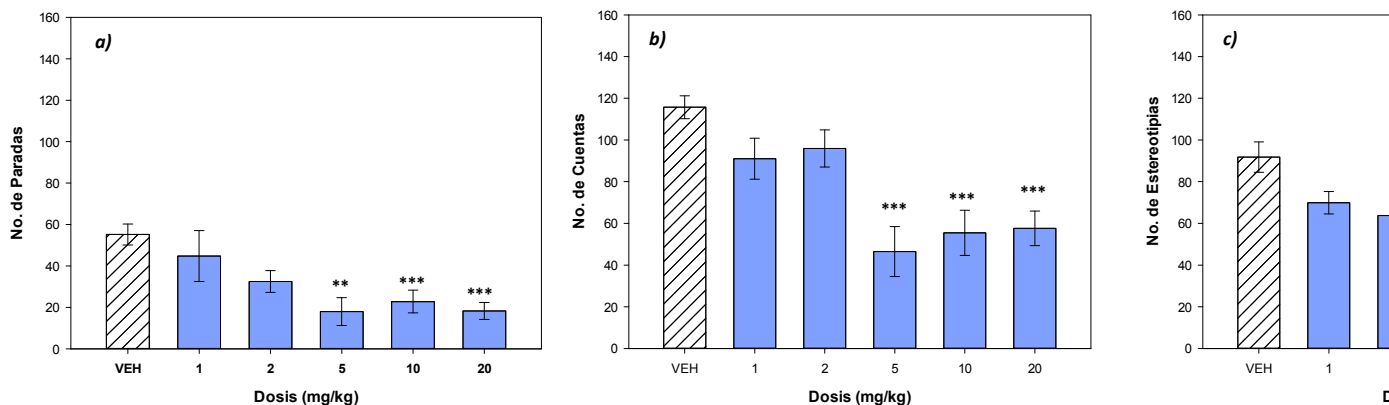 a)
No. de Paradas
160
140
120
100
80
60
40
20
0
** *** ***
VEH 1 2 5 10 20
Dosis (mg/kg)
b)
No. de Cuentas
160
140
120
100
80
60
40
20
0
*** *** ***
VEH 1 2 5 10 20
Dosis (mg/kg)
c)
No. de Estereotipias
160
140
120
100
80
60
40
20
0
VEH 1
D